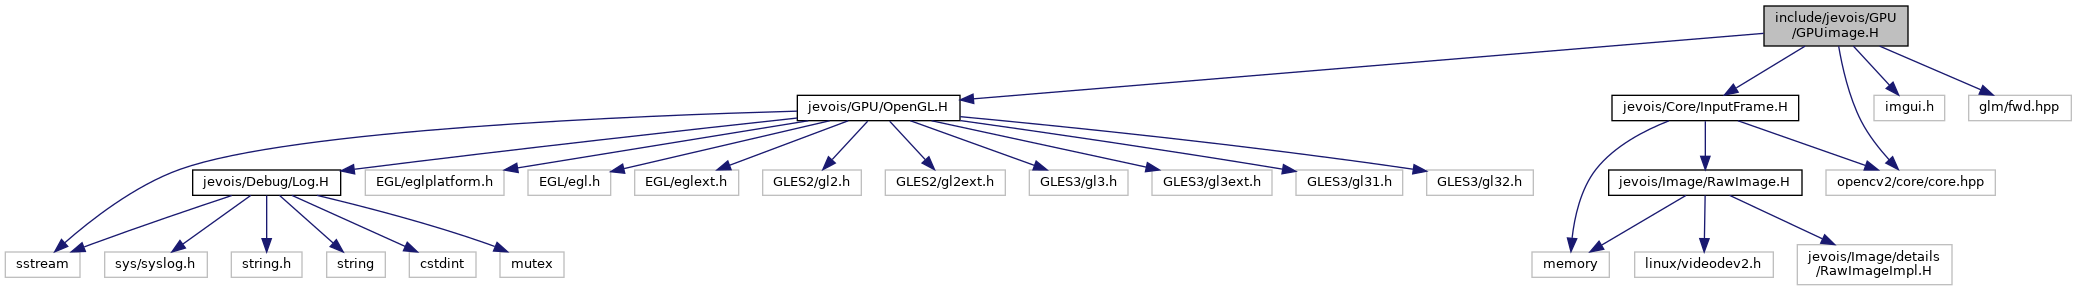 include/jevois/GPU
/GPUimage.H
jevois/GPU/OpenGL.H
jevois/Core/InputFrame.H
imgui.h
glm/fwd.hpp
jevois/Debug/Log.H
EGL/eglplatform.h
EGL/egl.h
EGL/eglext.h
GLES2/gl2.h
GLES2/gl2ext.h
GLES3/gl3.h
GLES3/gl3ext.h
GLES3/gl31.h
GLES3/gl32.h
jevois/Image/RawImage.H
opencv2/core/core.hpp
sstream
sys/syslog.h
string.h
string
cstdint
mutex
memory
linux/videodev2.h
jevois/Image/details
/RawImageImpl.H